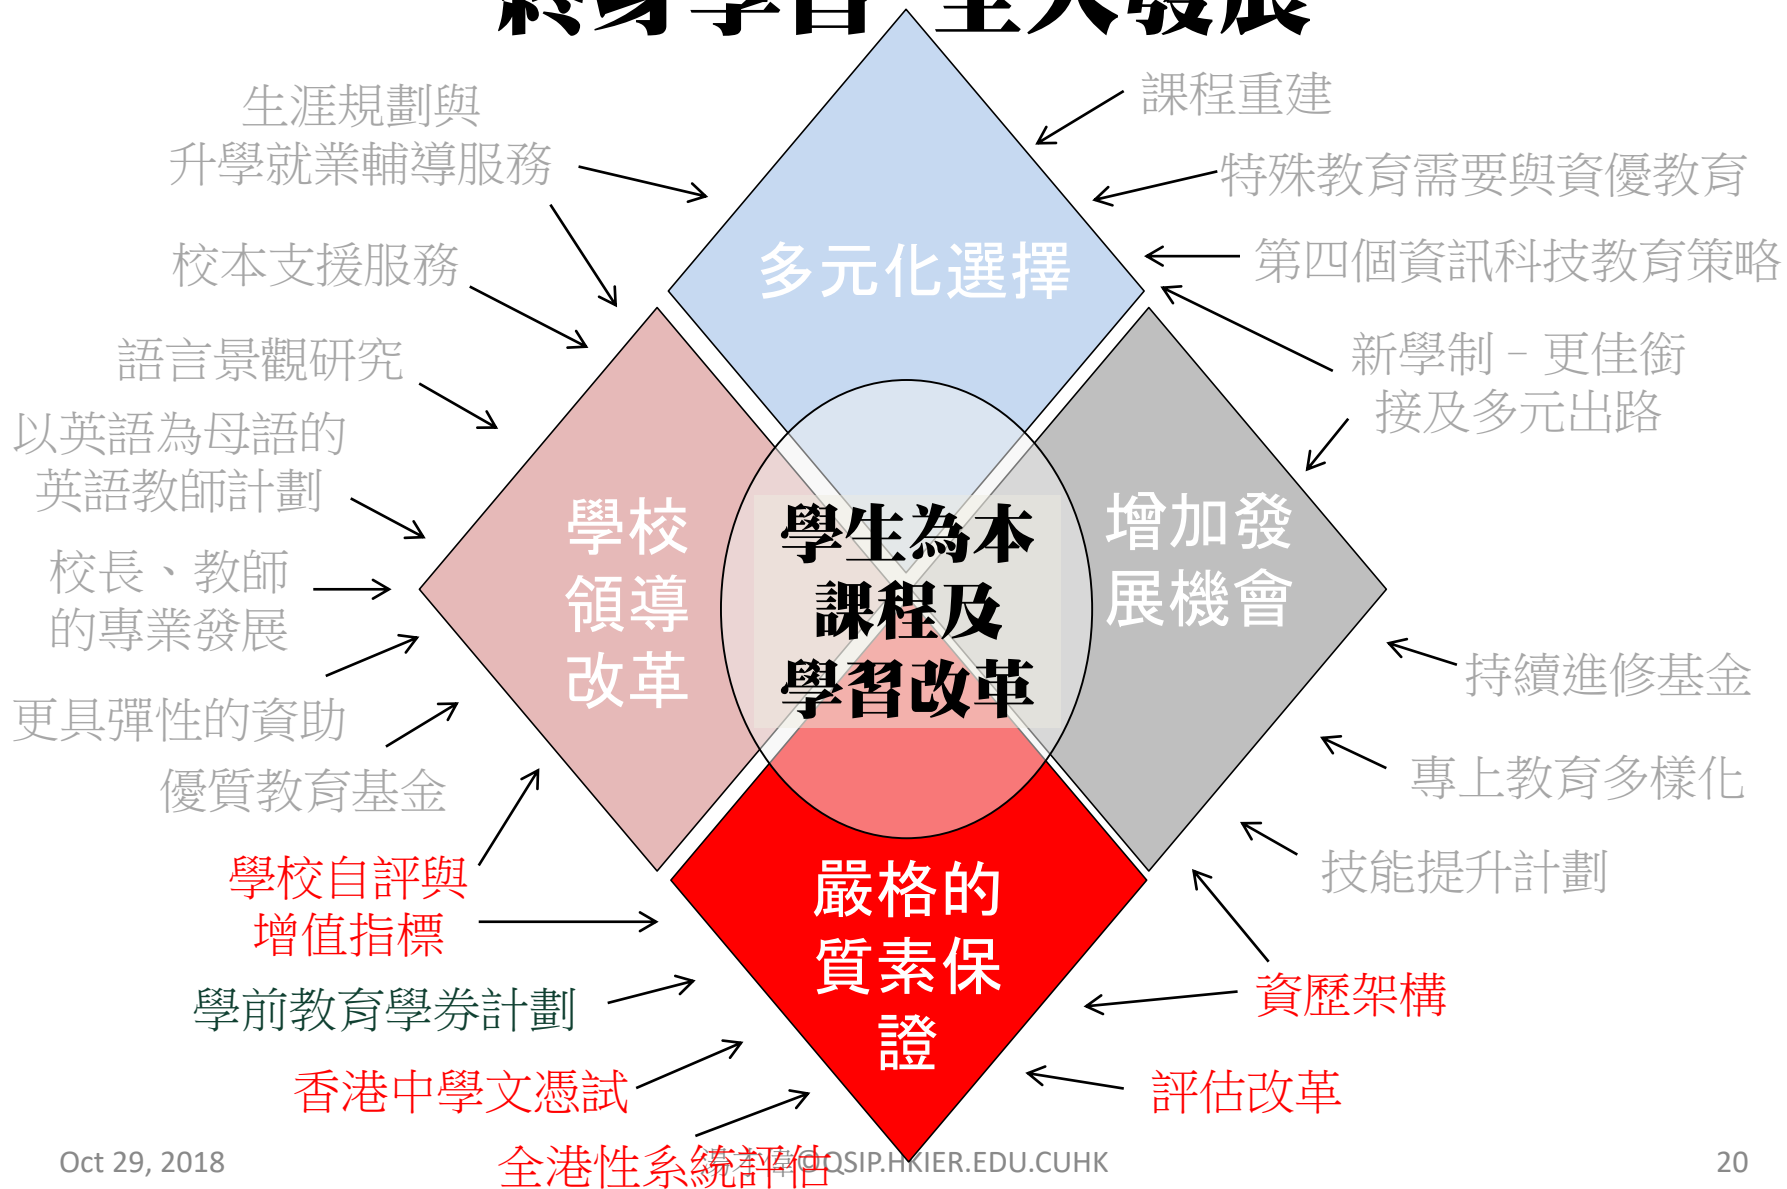 終身學習 全人發展
生涯規劃與
升學就業輔導服務
校本支援服務
語言景觀研究
以英語為母語的
英語教師計劃
校長、教師
的專業發展
更具彈性的資助
優質教育基金
學校自評與
增值指標
學前教育學券計劃
香港中學文憑試
全港性系統評估
多元化選擇
學校
領導
改革
學生為本
課程及
學習改革
增加發
展機會
嚴格的
質素保
證
課程重建
特殊教育需要與資優教育
第四個資訊科技教育策略
新學制－更佳銜
接及多元出路
持續進修基金
專上教育多樣化
技能提升計劃
資歷架構
評估改革
Oct 29, 2018
©QSIP.HKIER.EDU.CUHK
20